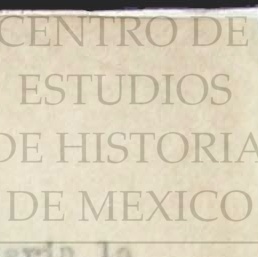 CENTRO DE
ESTUDIOS
DE HISTORIA
DE MEXICO